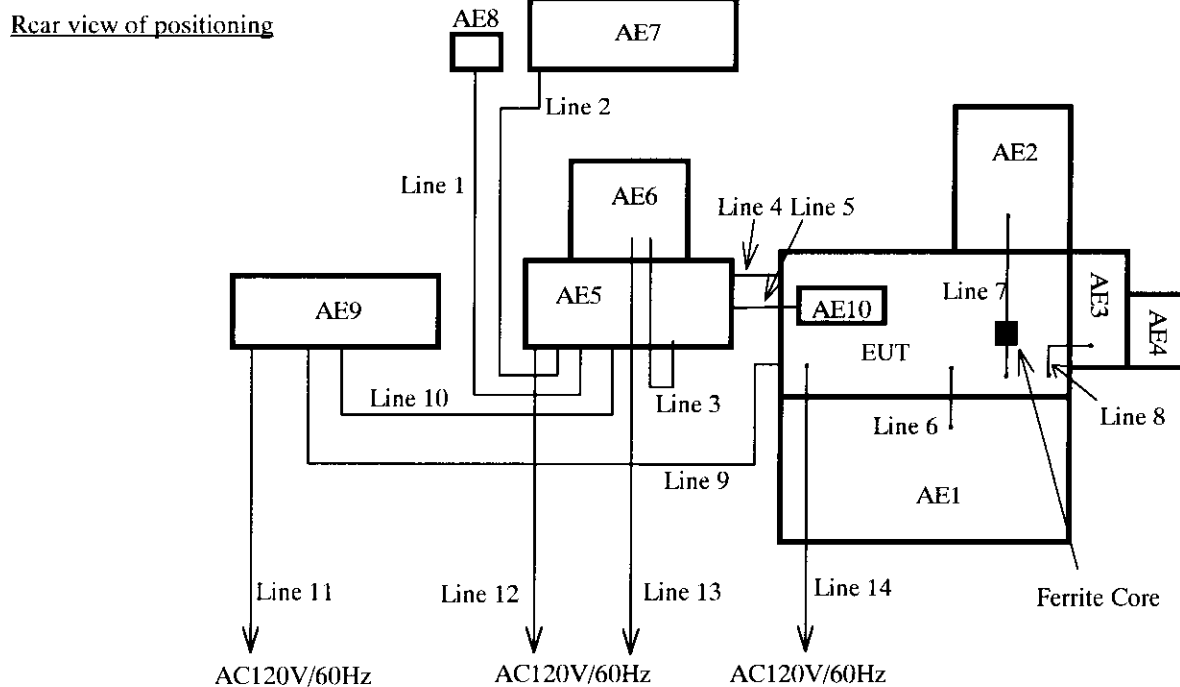 Rear view of positioning
AE8
AE7
Line 2
AE2
Line 1
AE6
Line 4 Line 5
AE9
AE5
AE10
Line 7
AE3
AE4
EUT
Line 10
Line 3
Line 6
Line 8
Line 9
AE1
Line 11
Line 12
Line 13
Line 14
Ferrite Core
AC120V/60Hz
AC120V/60Hz
AC120V/60Hz